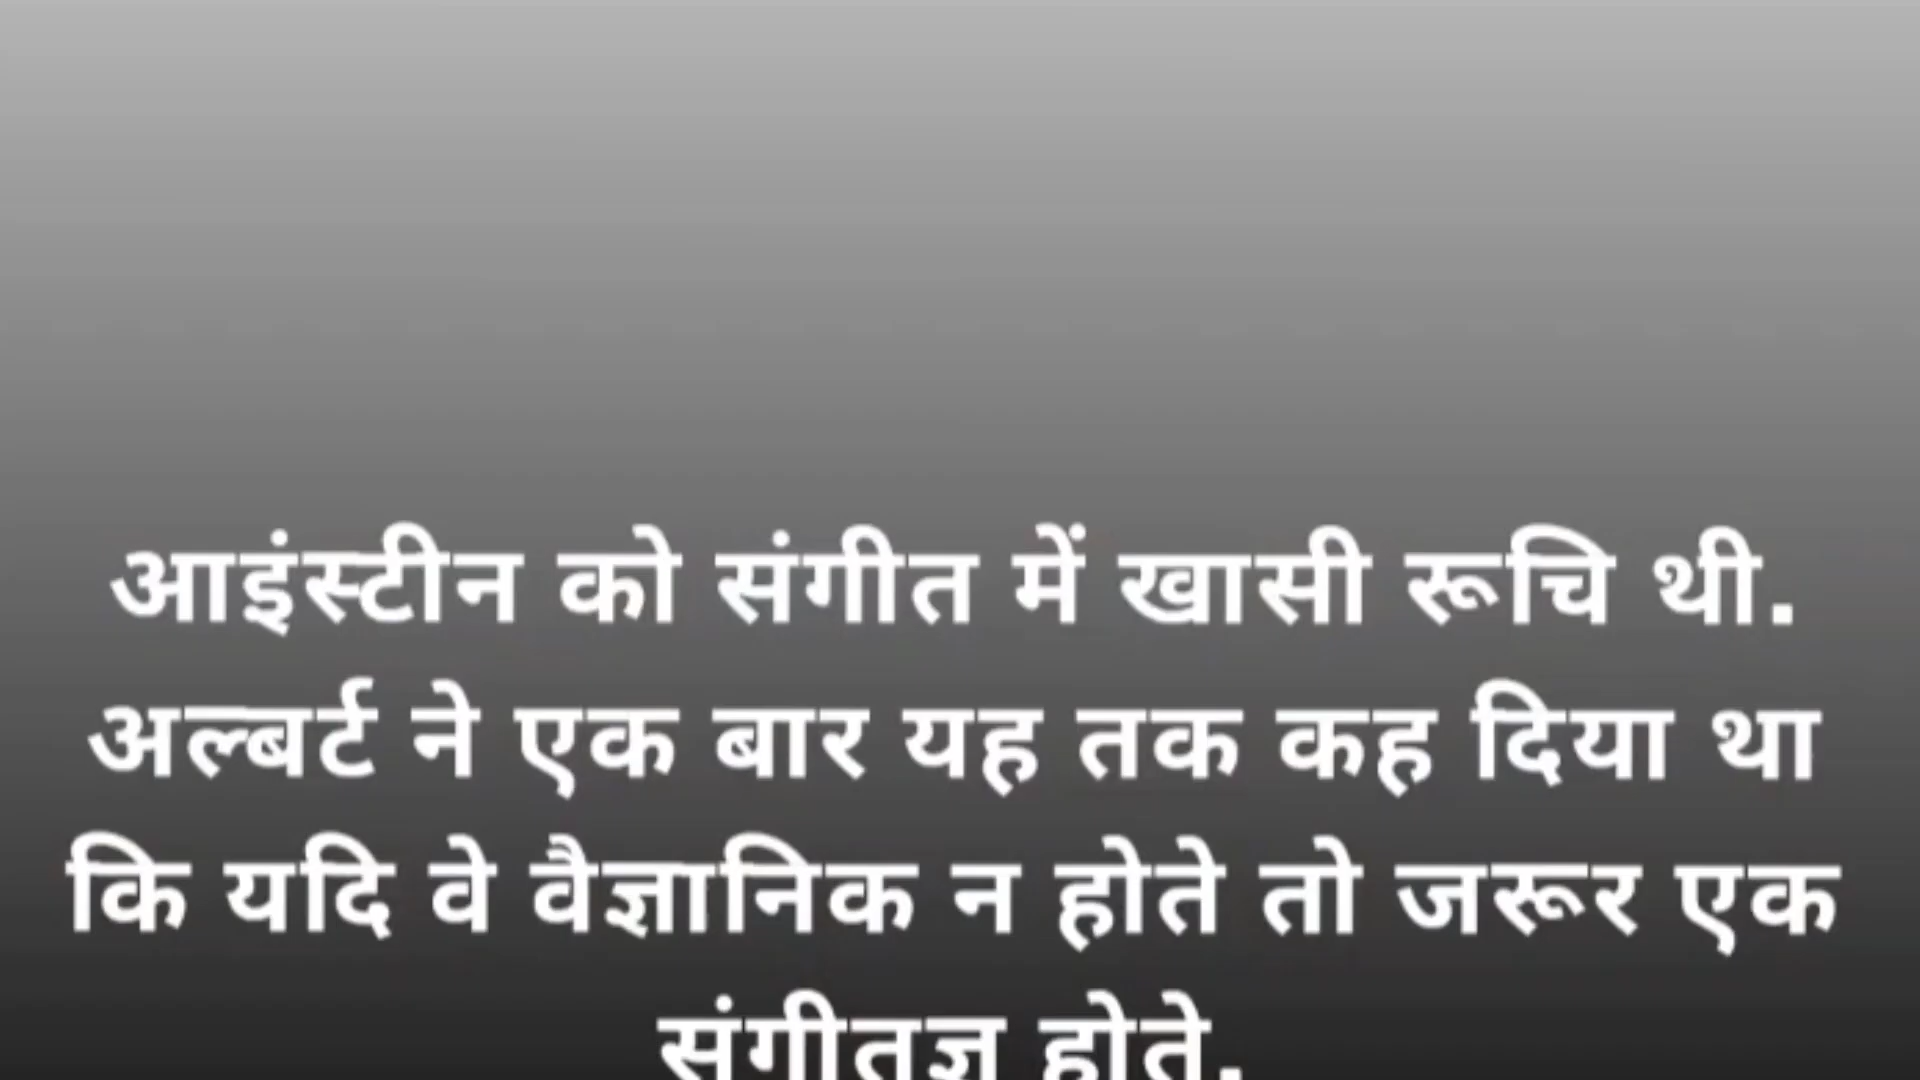 आइंस्टीन को संगीत में खासी रूचि थी.
अल्बर्ट ने एक बार यह तक कह दिया था
कि यदि वे वैज्ञानिक न होते तो जरूर एक
संगीतज्ञ होते.